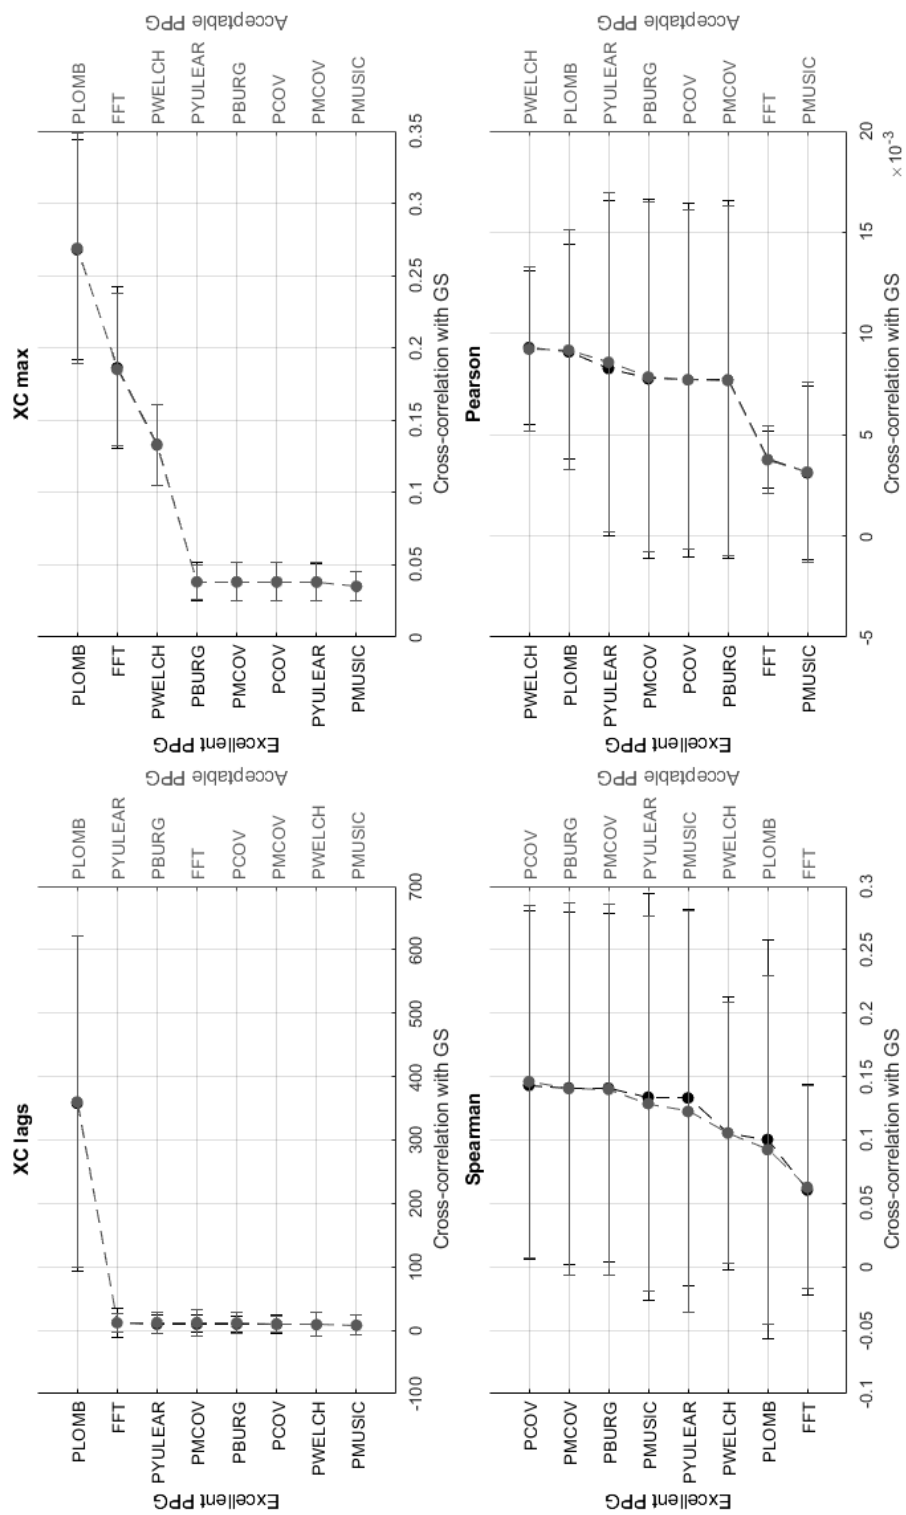 XC lags
Excellent PPG
PLOMB
FFT
PYULEAR
PMCOV
PBURG
PCOV
PWELCH
PMUSIC
-100
0
100
200
300
400
500
600
700
Cross-correlation with GS
PLOMB
PYULEAR
PBURG
FFT
PCOV
PMCOV
PWELCH
PMUSIC
Acceptable PPG
XC max
Excellent PPG
PLOMB
FFT
PWELCH
PBURG
PMCOV
PCOV
PYULEAR
PMUSIC
0
0.05
0.1
0.15
0.2
0.25
0.3
0.35
Cross-correlation with GS
PLOMB
FFT
PWELCH
PYULEAR
PBURG
PCOV
PMCOV
PMUSIC
Acceptable PPG
Spearman
Excellent PPG
PCOV
PMCOV
PBURG
PMUSIC
PYULEAR
PWELCH
PLOMB
FFT
-0.1
-0.05
0
0.05
0.1
0.15
0.2
0.25
0.3
Cross-correlation with GS
PCOV
PBURG
PMCOV
PYULEAR
PMUSIC
PWELCH
PLOMB
FFT
Acceptable PPG
Pearson
Excellent PPG
PWELCH
PLOMB
PYULEAR
PMCOV
PCOV
PBURG
FFT
PMUSIC
-5
0
5
10
15
20
×10⁻³
Cross-correlation with GS
PWELCH
PLOMB
PYULEAR
PBURG
PCOV
PMCOV
FFT
PMUSIC
Acceptable PPG